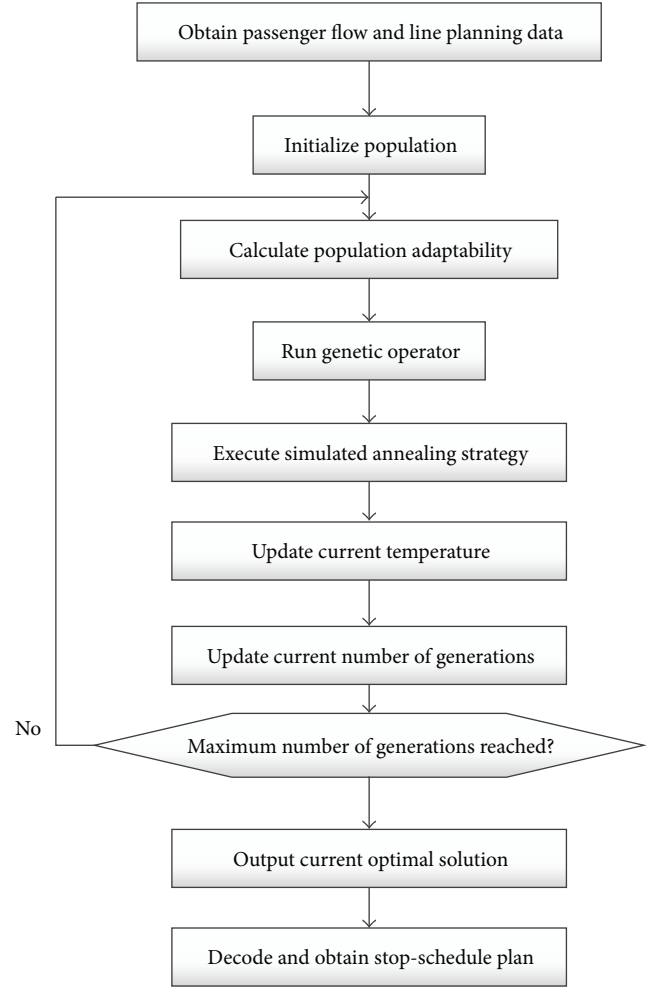 Obtain passenger flow and line planning data
Initialize population
Calculate population adaptability
Run genetic operator
Execute simulated annealing strategy
Update current temperature
Update current number of generations
No
Maximum number of generations reached?
Output current optimal solution
Decode and obtain stop-schedule plan